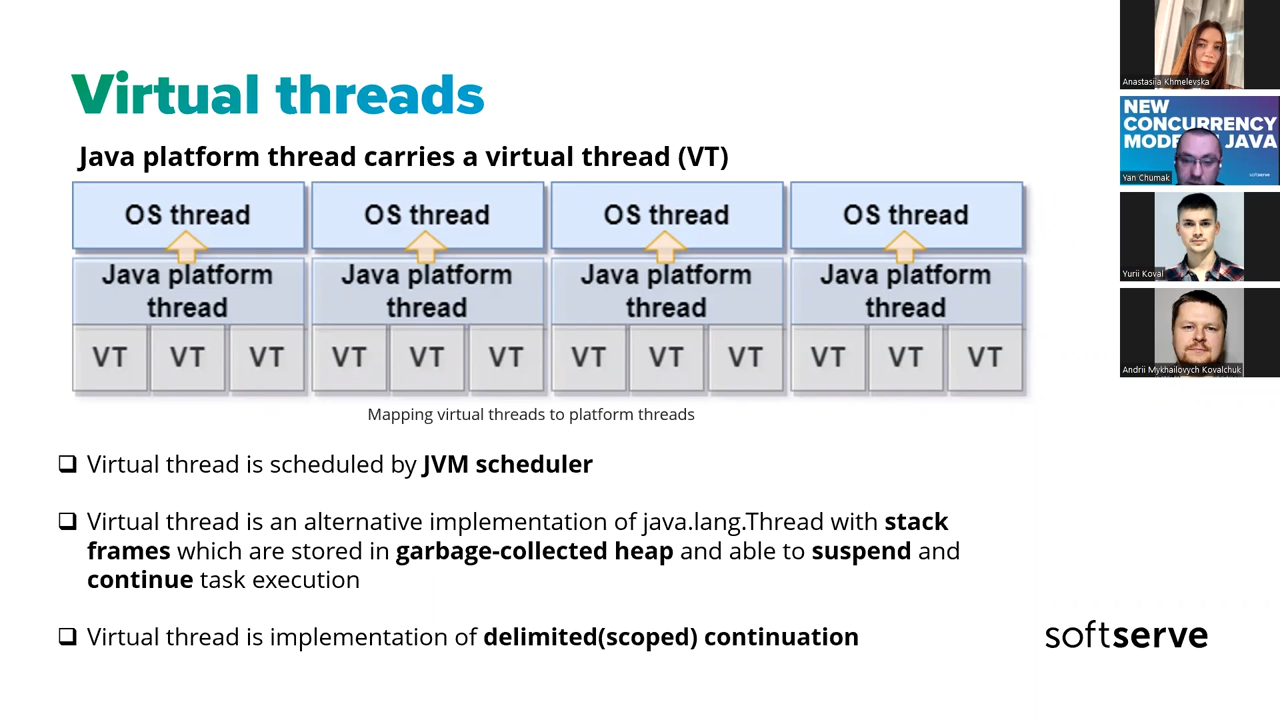 Virtual threads
Java platform thread carries a virtual thread (VT)
OS thread
OS thread
OS thread
OS thread
Java platform
thread
Java platform
thread
Java platform
thread
Java platform
thread
VT VT VT
VT VT VT
VT VT VT
VT VT VT
Mapping virtual threads to platform threads
Virtual thread is scheduled by JVM scheduler
Virtual thread is an alternative implementation of java.lang.Thread with stack
frames which are stored in garbage-collected heap and able to suspend and
continue task execution
Virtual thread is implementation of delimited(scoped) continuation
softserve
Anastasiia Khmelevska
NEW
CONCURRENCY
MODE JAVA
softserve
Yan Chumak
Yurii Koval
Andrii Mykhailovych Kovalchuk